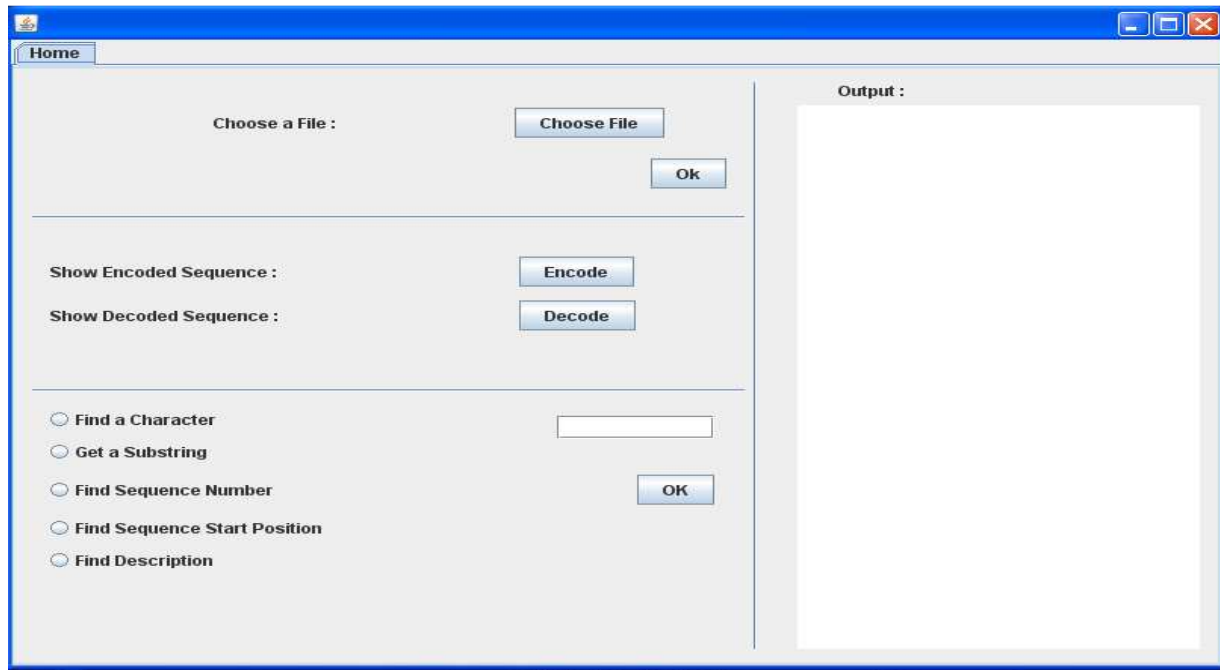 Home
Output :
Choose a File : Choose File
Ok
Show Encoded Sequence : Encode
Show Decoded Sequence : Decode
Find a Character
Get a Substring
Find Sequence Number OK
Find Sequence Start Position
Find Description